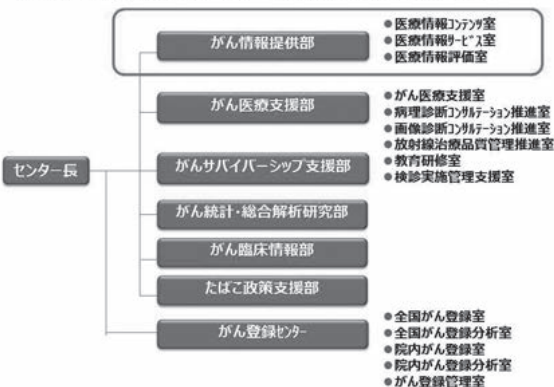 がん情報提供部
●医療情報ｺﾝﾃﾝﾂ室
●医療情報ｻｰﾋﾞｽ室
●医療情報評価室
がん医療支援部
●がん医療支援室
●病理診断ｺﾝｻﾙﾃｰｼｮﾝ推進室
●画像診断ｺﾝｻﾙﾃｰｼｮﾝ推進室
●放射線治療品質管理推進室
●教育研修室
●検診実施管理支援室
センター長
がんサバイバーシップ支援部
がん統計・総合解析研究部
がん臨床情報部
たばこ政策支援部
がん登録ｾﾝﾀｰ
●全国がん登録室
●全国がん登録分析室
●院内がん登録室
●院内がん登録分析室
●がん登録管理室